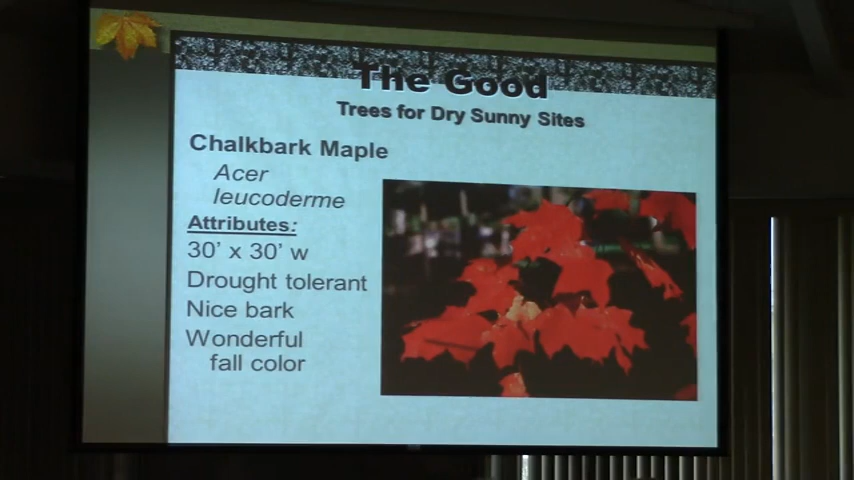 The Good
Trees for Dry Sunny Sites
Chalkbark Maple
Acer
leucoderme
Attributes:
30' x 30' w
Drought tolerant
Nice bark
Wonderful
fall color